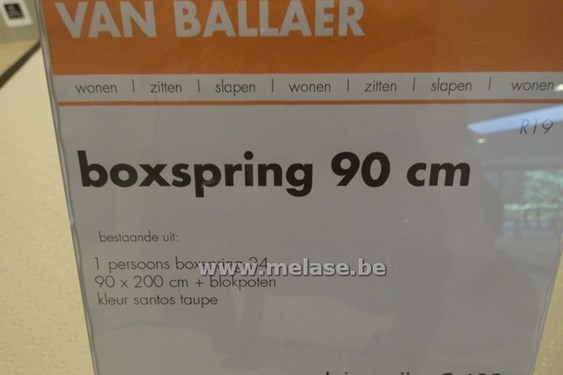 VAN BALLAER
wonen | zitten | slapen | wonen | zitten | slapen | wonen
R19
boxspring 90 cm
bestaande uit:
1 persoons boxspring 24
www.melase.be
90 x 200 cm + blokpoten
kleur santos taupe